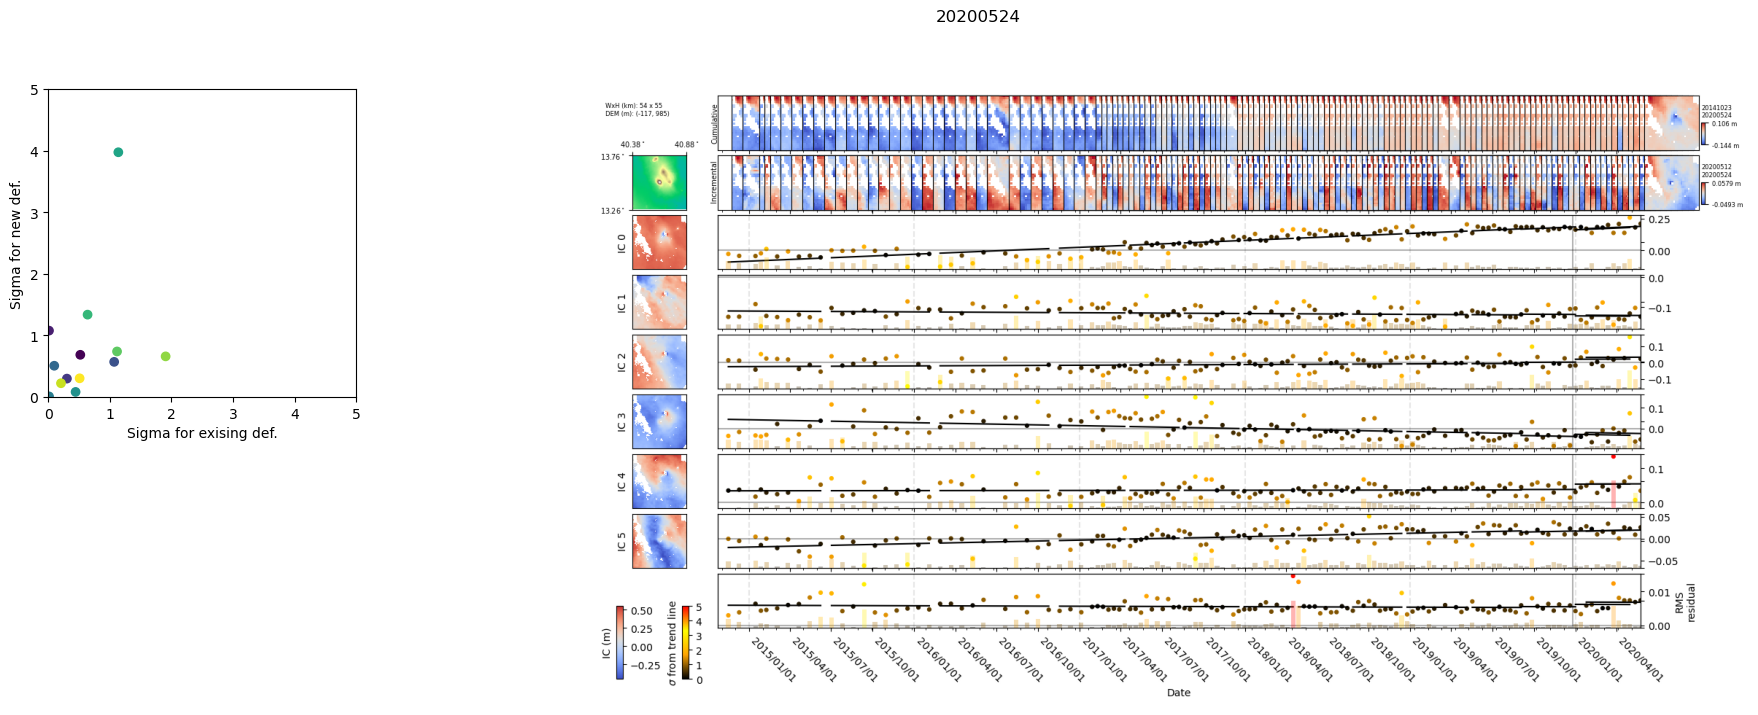 20200524
5
4
3
2
1
0
Sigma for new def.
0 1 2 3 4 5
Sigma for exising def.
WxH (km): 54 x 55
DEM (m): (-117, 985)
40.38° 40.88°
13.76°
13.26°
Cumulative
20141023
20200524
0.106 m
-0.144 m
Incremental
20200512
20200524
0.0579 m
-0.0493 m
IC 0
0.25
0.00
IC 1
0.0
−0.1
IC 2
0.1
0.0
−0.1
IC 3
0.1
0.0
IC 4
0.1
0.0
IC 5
0.05
0.00
−0.05
0.01
0.00
RMS
residual
IC (m)
0.50
0.25
0.00
−0.25
σ from trend line
5
4
3
2
1
0
2015/01/01
2015/04/01
2015/07/01
2015/10/01
2016/01/01
2016/04/01
2016/07/01
2016/10/01
2017/01/01
2017/04/01
2017/07/01
2017/10/01
2018/01/01
2018/04/01
2018/07/01
2018/10/01
2019/01/01
2019/04/01
2019/07/01
2019/10/01
2020/01/01
2020/04/01
Date